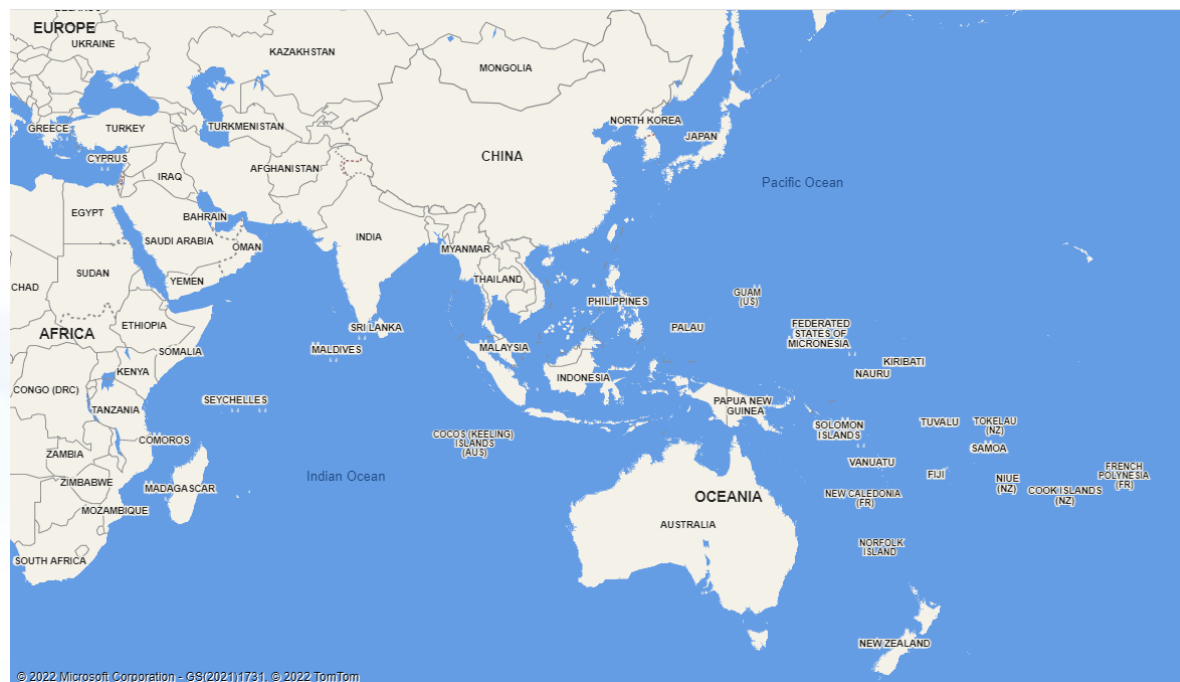 EUROPE
UKRAINE
KAZAKHSTAN
MONGOLIA
GREECE
TURKEY
TURKMENISTAN
NORTH KOREA
JAPAN
CYPRUS
IRAQ
AFGHANISTAN
CHINA
Pacific Ocean
EGYPT
BAHRAIN
SAUDI ARABIA
OMAN
INDIA
MYANMAR
SUDAN
YEMEN
THAILAND
CHAD
PHILIPPINES
GUAM
(US)
AFRICA
ETHIOPIA
SRI LANKA
PALAU
FEDERATED
STATES OF
MICRONESIA
SOMALIA
MALDIVES
MALAYSIA
KENYA
KIRIBATI
NAURU
CONGO (DRC)
INDONESIA
SEYCHELLES
TANZANIA
PAPUA NEW
GUINEA
COMOROS
COCOS (KEELING)
ISLANDS
(AUS)
SOLOMON
ISLANDS
TUVALU
TOKELAU
(NZ)
SAMOA
ZAMBIA
VANUATU
FIJI
NIUE
(NZ)
FRENCH
POLYNESIA
(FR)
ZIMBABWE
MADAGASCAR
Indian Ocean
OCEANIA
NEW CALEDONIA
(FR)
COOK ISLANDS
(NZ)
MOZAMBIQUE
AUSTRALIA
NORFOLK
ISLAND
SOUTH AFRICA
NEW ZEALAND
© 2022 Microsoft Corporation - GS(2021)1731, © 2022 TomTom